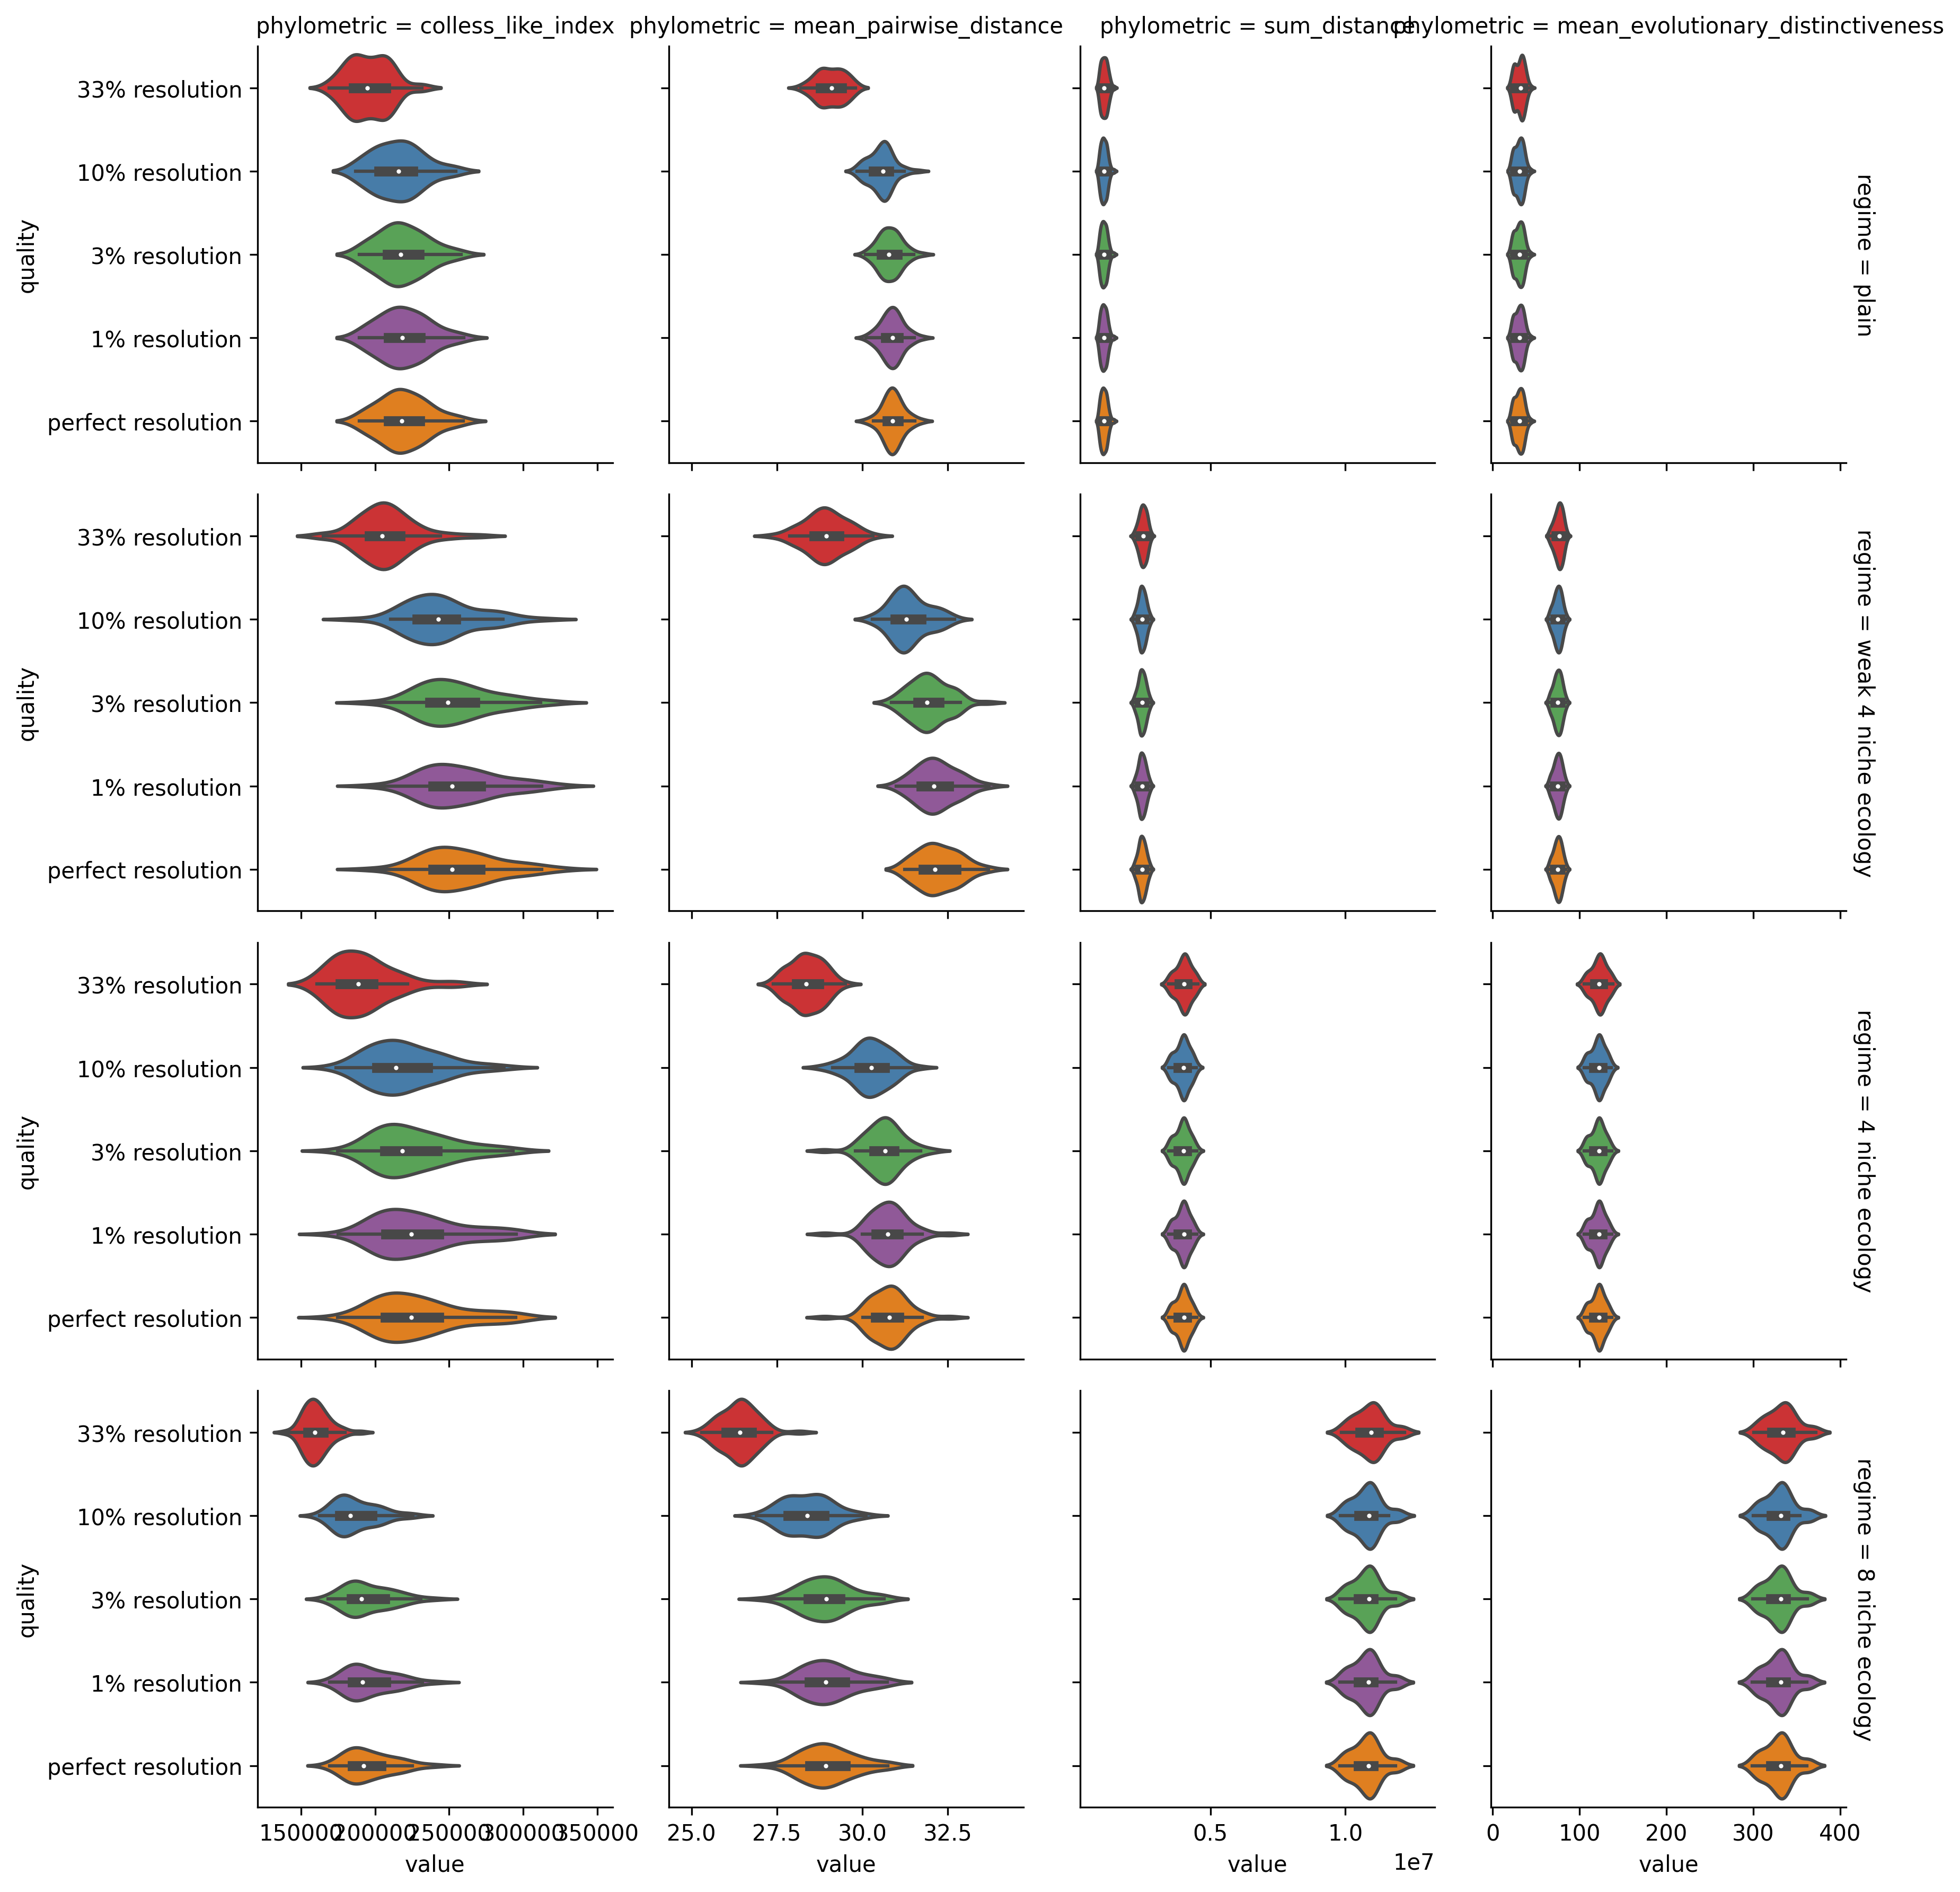 phylometric = colless_like_index
phylometric = mean_pairwise_distance
phylometric = sum_distance
phylometric = mean_evolutionary_distinctiveness
quality
33% resolution
10% resolution
3% resolution
1% resolution
perfect resolution
regime = plain
quality
33% resolution
10% resolution
3% resolution
1% resolution
perfect resolution
regime = weak 4 niche ecology
quality
33% resolution
10% resolution
3% resolution
1% resolution
perfect resolution
regime = 4 niche ecology
quality
33% resolution
10% resolution
3% resolution
1% resolution
perfect resolution
regime = 8 niche ecology
150000 200000 250000 300000 350000
value
25.0 27.5 30.0 32.5
value
0.5 1.0
1e7
value
0 100 200 300 400
value